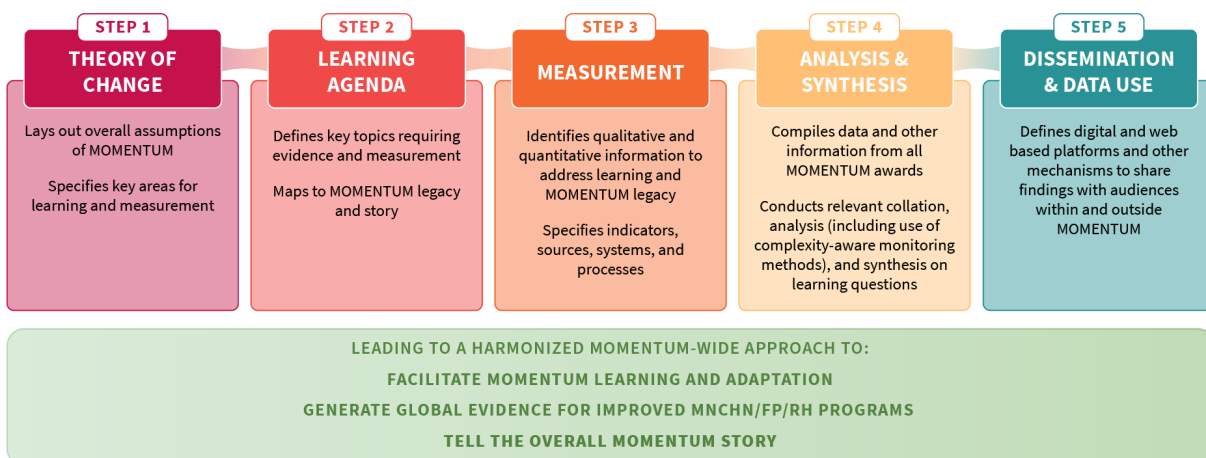 STEP 1
THEORY OF
CHANGE
Lays out overall assumptions
of MOMENTUM
Specifies key areas for
learning and measurement
STEP 2
LEARNING
AGENDA
Defines key topics requiring
evidence and measurement
Maps to MOMENTUM legacy
and story
STEP 3
MEASUREMENT
Identifies qualitative and
quantitative information to
address learning and
MOMENTUM legacy
Specifies indicators,
sources, systems, and
processes
STEP 4
ANALYSIS &
SYNTHESIS
Compiles data and other
information from all
MOMENTUM awards
Conducts relevant collation,
analysis (including use of
complexity-aware monitoring
methods), and synthesis on
learning questions
STEP 5
DISSEMINATION
& DATA USE
Defines digital and web
based platforms and other
mechanisms to share
findings with audiences
within and outside
MOMENTUM
LEADING TO A HARMONIZED MOMENTUM-WIDE APPROACH TO:
FACILITATE MOMENTUM LEARNING AND ADAPTATION
GENERATE GLOBAL EVIDENCE FOR IMPROVED MNCHN/FP/RH PROGRAMS
TELL THE OVERALL MOMENTUM STORY